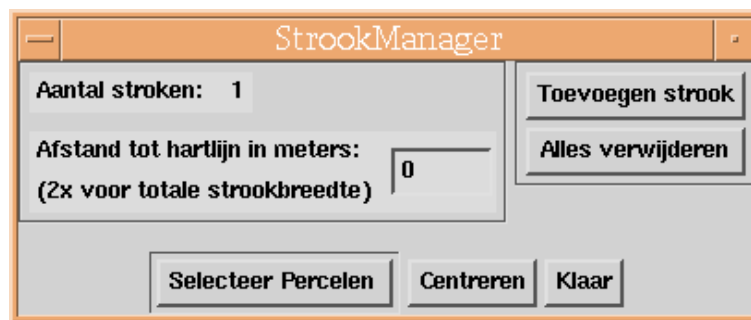 StrookManager
Aantal stroken: 1
Afstand tot hartlijn in meters:
(2x voor totale strookbreedte)
0
Toevoegen strook
Alles verwijderen
Selecteer Percelen
Centreren
Klaar